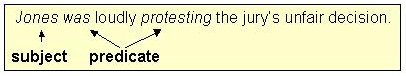 Jones was loudly protesting the jury's unfair decision.
subject predicate